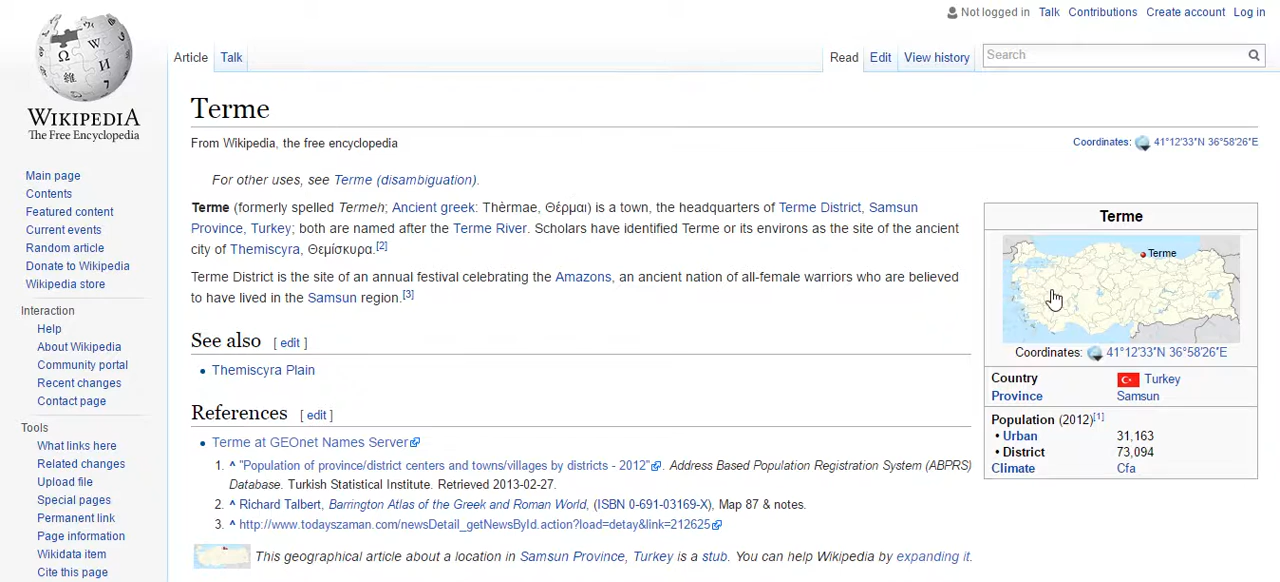 Not logged in Talk Contributions Create account Log in
WIKIPEDIA
The Free Encyclopedia
Article Talk Read Edit View history Search
Terme
From Wikipedia, the free encyclopedia
Coordinates: 41°12′33″N 36°58′26″E
For other uses, see Terme (disambiguation).
Terme (formerly spelled Termeh; Ancient greek: Thèrmae, Θέρμαι) is a town, the headquarters of Terme District, Samsun
Province, Turkey; both are named after the Terme River. Scholars have identified Terme or its environs as the site of the ancient
city of Themiscyra, Θεμίσκυρα.[2]
Terme District is the site of an annual festival celebrating the Amazons, an ancient nation of all-female warriors who are believed
to have lived in the Samsun region.[3]
See also [ edit ]
• Themiscyra Plain
References [ edit ]
• Terme at GEOnet Names Server
1. ^ "Population of province/district centers and towns/villages by districts - 2012". Address Based Population Registration System (ABPRS)
Database. Turkish Statistical Institute. Retrieved 2013-02-27.
2. ^ Richard Talbert, Barrington Atlas of the Greek and Roman World, (ISBN 0-691-03169-X), Map 87 & notes.
3. ^ http://www.todayszaman.com/newsDetail_getNewsById.action?load=detay&link=212625
This geographical article about a location in Samsun Province, Turkey is a stub. You can help Wikipedia by expanding it.
Terme
Terme
Coordinates: 41°12′33″N 36°58′26″E
Country Turkey
Province Samsun
Population (2012)[1]
• Urban 31,163
• District 73,094
Climate Cfa
Main page
Contents
Featured content
Current events
Random article
Donate to Wikipedia
Wikipedia store
Interaction
Help
About Wikipedia
Community portal
Recent changes
Contact page
Tools
What links here
Related changes
Upload file
Special pages
Permanent link
Page information
Wikidata item
Cite this page